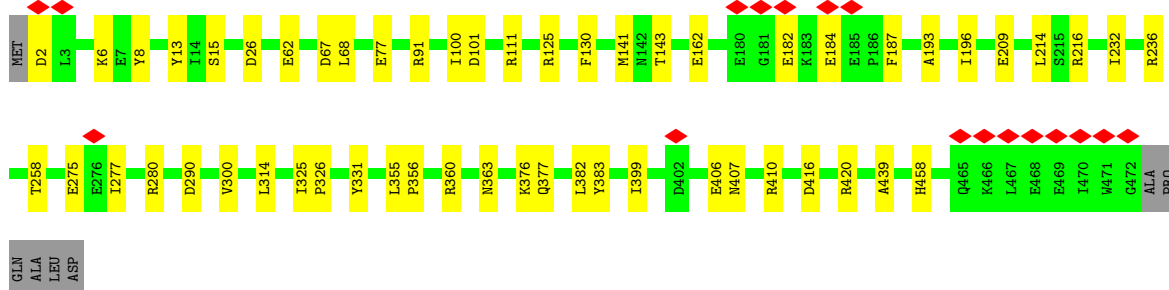 MET D2 L3 K6 E7 Y8 Y13 I14 S15 D26 E62 D67 L68 E77 R91 I100 D101 R111 R125 F130 M141 N142 T143 E162 E180 G181 E182 K183 E184 E185 P186 F187 A193 I196 E209 L214 S215 R216 I232 R236
T258 E275 E276 I277 R280 D290 V300 L314 I325 P326 Y331 L355 P356 R360 N363 K376 Q377 L382 Y383 I399 D402 E406 N407 R410 D416 R420 A439 H458 Q465 K466 L467 E468 E469 I470 W471 G472 ALA PRO
GLN ALA LEU ASP